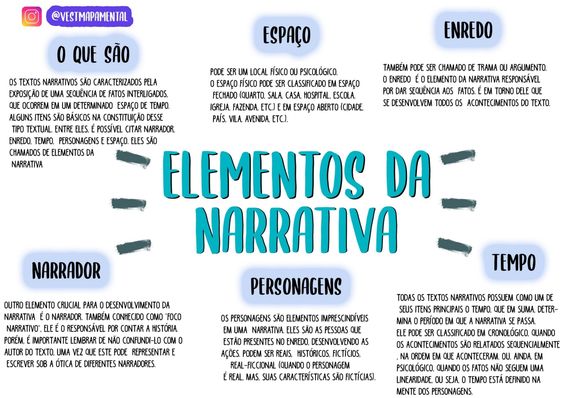 @VESTMAPAMENTAL
O QUE SÃO
OS TEXTOS NARRATIVOS SÃO CARACTERIZADOS PELA
EXPOSIÇÃO DE UMA SEQUÊNCIA DE FATOS INTERLIGADOS,
QUE OCORREM EM UM DETERMINADO ESPAÇO DE TEMPO.
ALGUNS ITENS SÃO BÁSICOS NA CONSTITUIÇÃO DESSE
TIPO TEXTUAL. ENTRE ELES, É POSSÍVEL CITAR NARRADOR,
ENREDO, TEMPO, PERSONAGENS E ESPAÇO. ELES SÃO
CHAMADOS DE ELEMENTOS DA
NARRATIVA
ESPAÇO
PODE SER UM LOCAL FÍSICO OU PSICOLÓGICO.
O ESPAÇO FÍSICO PODE SER CLASSIFICADO EM ESPAÇO
FECHADO (QUARTO, SALA, CASA, HOSPITAL, ESCOLA,
IGREJA, FAZENDA, ETC.) E EM ESPAÇO ABERTO (CIDADE,
PAÍS, VILA, AVENIDA, ETC.).
ENREDO
TAMBÉM PODE SER CHAMADO DE TRAMA OU ARGUMENTO.
O ENREDO É O ELEMENTO DA NARRATIVA RESPONSÁVEL
POR DAR SEQUÊNCIA AOS FATOS. É EM TORNO DELE QUE
SE DESENVOLVEM TODOS OS ACONTECIMENTOS DO TEXTO.
ELEMENTOS DA
NARRATIVA
NARRADOR
OUTRO ELEMENTO CRUCIAL PARA O DESENVOLVIMENTO DA
NARRATIVA É O NARRADOR. TAMBÉM CONHECIDO COMO "FOCO
NARRATIVO", ELE É O RESPONSÁVEL POR CONTAR A HISTÓRIA.
PORÉM, É IMPORTANTE LEMBRAR DE NÃO CONFUNDI-LO COM O
AUTOR DO TEXTO, UMA VEZ QUE ESTE PODE REPRESENTAR E
ESCREVER SOB A ÓTICA DE DIFERENTES NARRADORES.
PERSONAGENS
OS PERSONAGENS SÃO ELEMENTOS IMPRESCINDÍVEIS
EM UMA NARRATIVA. ELES SÃO AS PESSOAS QUE
ESTÃO PRESENTES NO ENREDO, DESENVOLVENDO AS
AÇÕES, PODEM SER REAIS, HISTÓRICOS, FICTÍCIOS,
REAL-FICCIONAL (QUANDO O PERSONAGEM
É REAL, MAS, SUAS CARACTERÍSTICAS SÃO FICTÍCIAS).
TEMPO
TODAS OS TEXTOS NARRATIVOS POSSUEM COMO UM DE
SEUS ITENS PRINCIPAIS O TEMPO, QUE EM SUMA, DETER-
MINA O PERÍODO EM QUE A NARRATIVA SE PASSA.
ELE PODE SER CLASSIFICADO EM CRONOLÓGICO, QUANDO
OS ACONTECIMENTOS SÃO RELATADOS SEQUENCIALMENTE
, NA ORDEM EM QUE ACONTECERAM, OU, AINDA, EM
PSICOLÓGICO, QUANDO OS FATOS NÃO SEGUEM UMA
LINEARIDADE, OU SEJA, O TEMPO ESTÁ DEFINIDO NA
MENTE DOS PERSONAGENS.